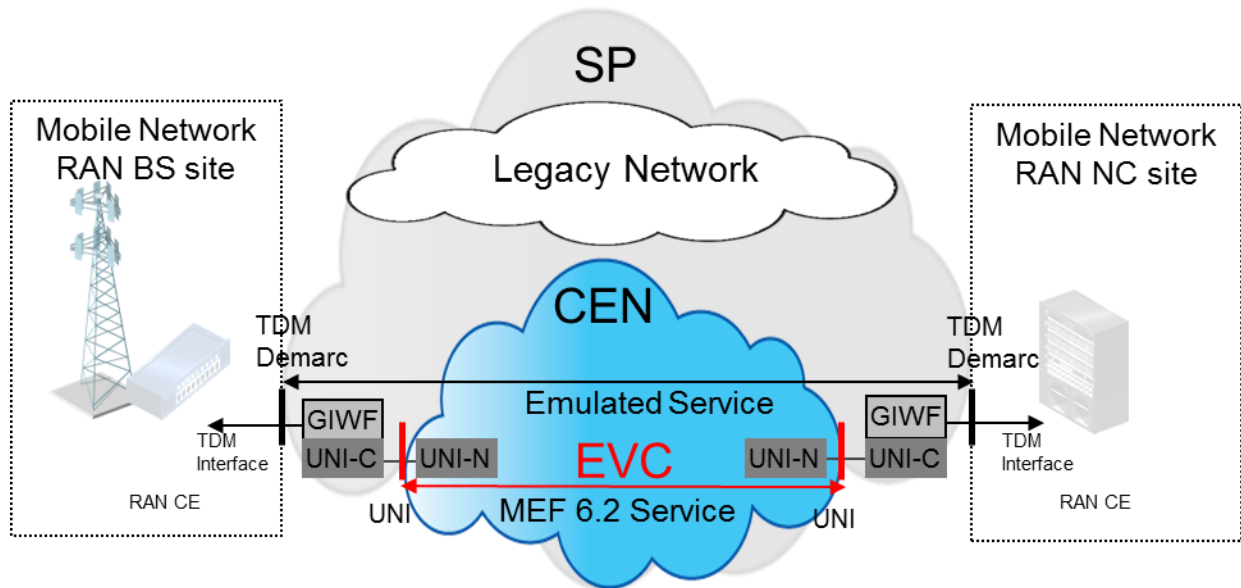 SP
Mobile Network
RAN BS site
Legacy Network
Mobile Network
RAN NC site
CEN
TDM
Demarc
TDM
Demarc
Emulated Service
GIWF
GIWF
TDM
Interface
UNI-C
UNI-N
EVC
UNI-N
UNI-C
TDM
Interface
RAN CE
UNI
MEF 6.2 Service
UNI
RAN CE